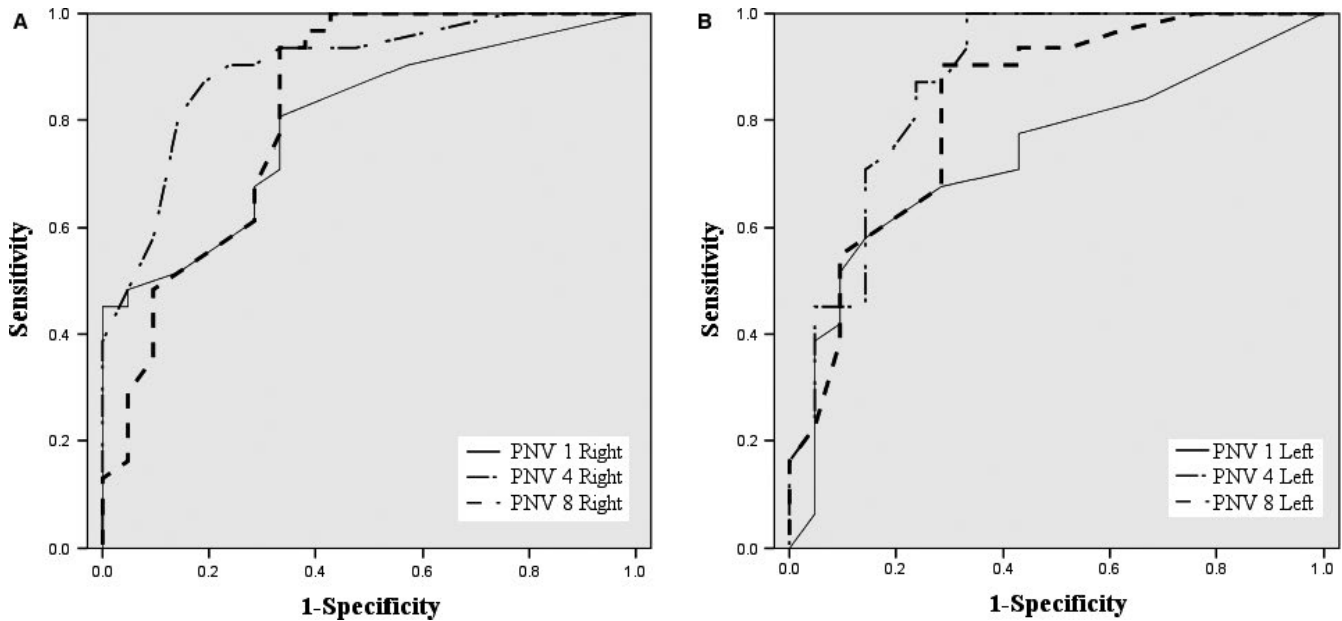 A
1.0
0.8
0.6
0.4
0.2
0.0
Sensitivity
PNV 1 Right
PNV 4 Right
PNV 8 Right
0.0 0.2 0.4 0.6 0.8 1.0
1-Specificity
B
1.0
0.8
0.6
0.4
0.2
0.0
Sensitivity
PNV 1 Left
PNV 4 Left
PNV 8 Left
0.0 0.2 0.4 0.6 0.8 1.0
1-Specificity